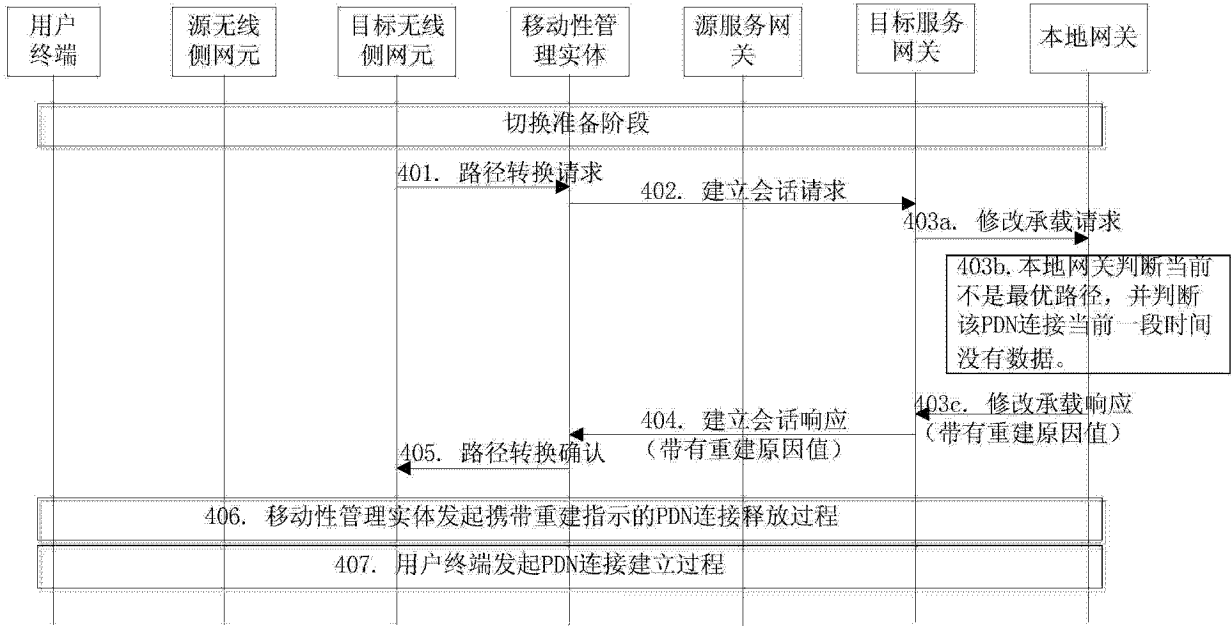 用户
终端
源无线
侧网元
目标无线
侧网元
移动性管
理实体
源服务网
关
目标服务
网关
本地网关
切换准备阶段
401. 路径转换请求
402. 建立会话请求
403a. 修改承载请求
403b.本地网关判断当前
不是最优路径，并判断
该PDN连接当前一段时间
没有数据。
403c. 修改承载响应
（带有重建原因值）
404. 建立会话响应
（带有重建原因值）
405. 路径转换确认
406. 移动性管理实体发起携带重建指示的PDN连接释放过程
407. 用户终端发起PDN连接建立过程